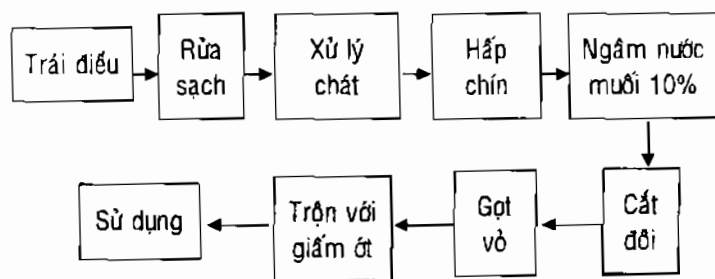 Trái điều
Rửa
sạch
Xử lý
chát
Hấp
chín
Ngâm nước
muối 10%
Cắt
đôi
Gọt
vỏ
Trộn với
giấm ớt
Sử dụng